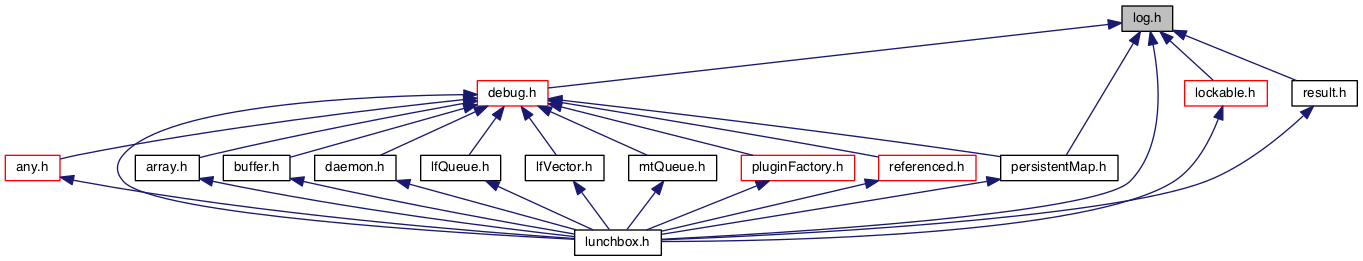 log.h
debug.h
lockable.h
result.h
any.h
array.h
buffer.h
daemon.h
lfQueue.h
lfVector.h
mtQueue.h
pluginFactory.h
referenced.h
persistentMap.h
lunchbox.h